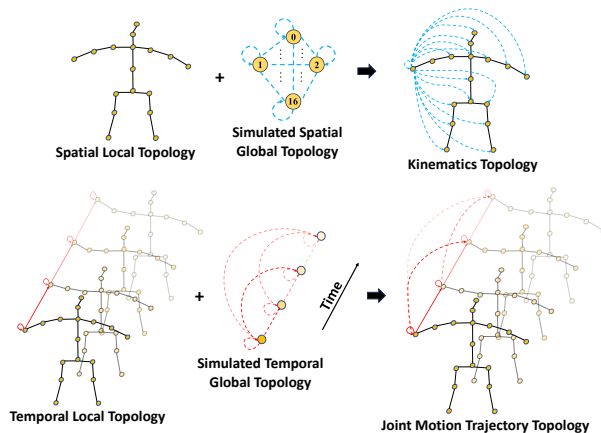 0
1
2
16
+
Spatial Local Topology
Simulated Spatial
Global Topology
Kinematics Topology
+
Time
Simulated Temporal
Global Topology
Temporal Local Topology
Joint Motion Trajectory Topology